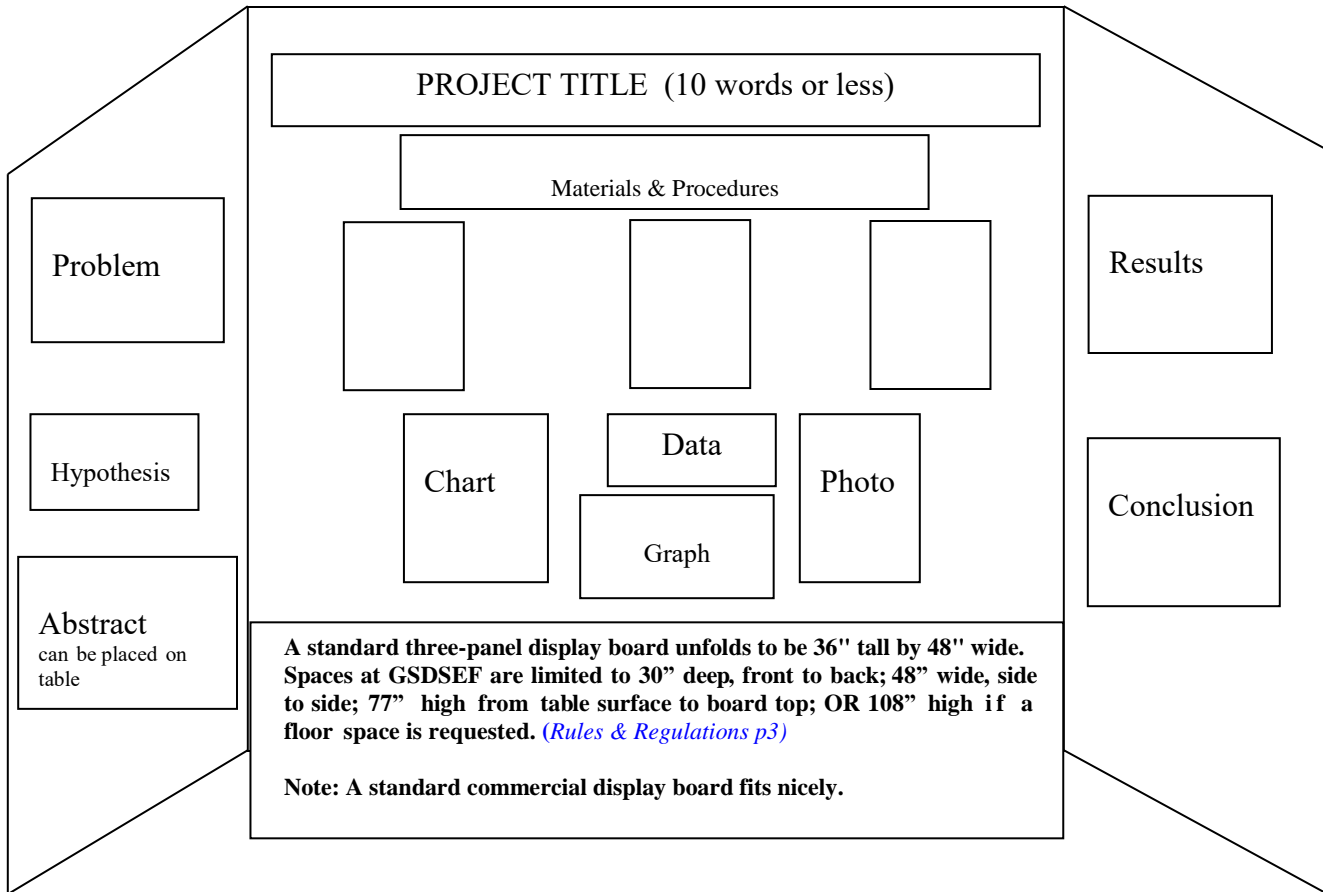 PROJECT TITLE (10 words or less)
Materials & Procedures
Problem
Hypothesis
Abstract
can be placed on
table
Chart
Data
Graph
Photo
Results
Conclusion
A standard three-panel display board unfolds to be 36" tall by 48" wide.
Spaces at GSDSEF are limited to 30” deep, front to back; 48” wide, side
to side; 77” high from table surface to board top; OR 108” high if a
floor space is requested. (Rules & Regulations p3)
Note: A standard commercial display board fits nicely.